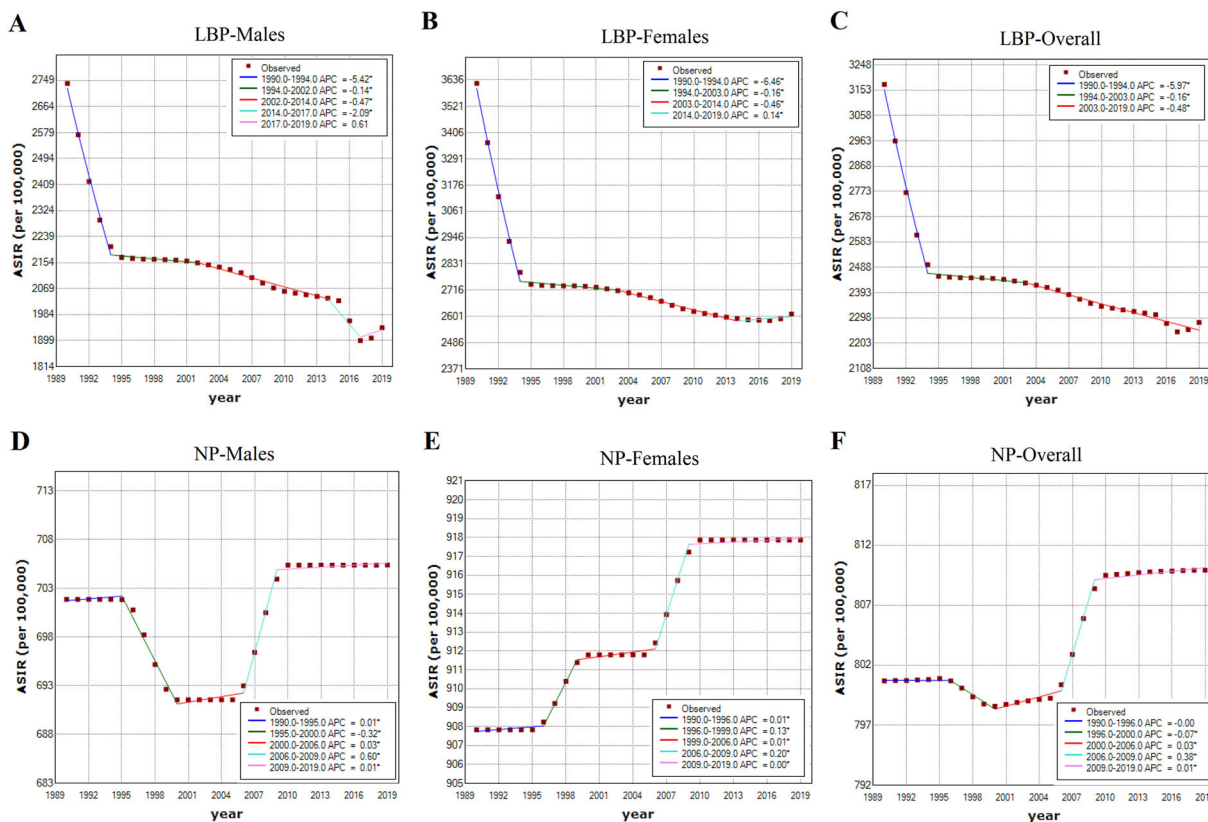 A
LBP-Males
ASIR (per 100,000)
2749
2664
2579
2494
2409
2324
2239
2154
2069
1984
1899
1814
Observed
1990.0-1994.0 APC = -5.42*
1994.0-2002.0 APC = -0.14*
2002.0-2014.0 APC = -0.47*
2014.0-2017.0 APC = -2.09*
2017.0-2019.0 APC = 0.61
1989 1992 1995 1998 2001 2004 2007 2010 2013 2016 2019
year
B
LBP-Females
ASIR (per 100,000)
3636
3521
3406
3291
3176
3061
2946
2831
2716
2601
2486
2371
Observed
1990.0-1994.0 APC = -6.46*
1994.0-2003.0 APC = -0.16*
2003.0-2014.0 APC = -0.46*
2014.0-2019.0 APC = 0.14*
1989 1992 1995 1998 2001 2004 2007 2010 2013 2016 2019
year
C
LBP-Overall
ASIR (per 100,000)
3248
3153
3058
2963
2868
2773
2678
2583
2488
2393
2298
2203
2108
Observed
1990.0-1994.0 APC = -5.97*
1994.0-2003.0 APC = -0.16*
2003.0-2019.0 APC = -0.48*
1989 1992 1995 1998 2001 2004 2007 2010 2013 2016 2019
year
D
NP-Males
ASIR (per 100,000)
713
708
703
698
693
688
683
Observed
1990.0-1995.0 APC = 0.01*
1995.0-2000.0 APC = -0.32*
2000.0-2006.0 APC = 0.03*
2006.0-2009.0 APC = 0.60*
2009.0-2019.0 APC = 0.01*
1989 1992 1995 1998 2001 2004 2007 2010 2013 2016 2019
year
E
NP-Females
ASIR (per 100,000)
921
920
919
918
917
916
915
914
913
912
911
910
909
908
907
906
905
Observed
1990.0-1996.0 APC = 0.01*
1996.0-1999.0 APC = 0.13*
1999.0-2006.0 APC = 0.01*
2006.0-2009.0 APC = 0.20*
2009.0-2019.0 APC = 0.00*
1989 1992 1995 1998 2001 2004 2007 2010 2013 2016 2019
year
F
NP-Overall
ASIR (per 100,000)
817
812
807
802
797
792
Observed
1990.0-1996.0 APC = -0.00
1996.0-2000.0 APC = -0.07*
2000.0-2006.0 APC = 0.03*
2006.0-2009.0 APC = 0.38*
2009.0-2019.0 APC = 0.01*
1989 1992 1995 1998 2001 2004 2007 2010 2013 2016 2019
year